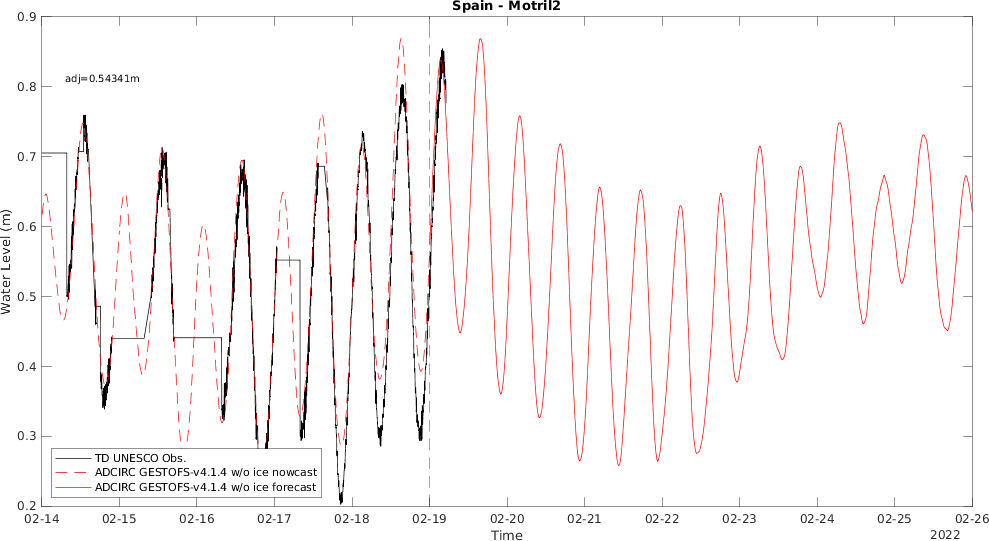 Spain - Motril2
0.9
0.8
0.7
0.6
0.5
0.4
0.3
0.2
Water Level (m)
adj=0.54341m
TD UNESCO Obs.
ADCIRC GESTOFS-v4.1.4 w/o ice nowcast
ADCIRC GESTOFS-v4.1.4 w/o ice forecast
02-14 02-15 02-16 02-17 02-18 02-19 02-20 02-21 02-22 02-23 02-24 02-25 02-26
Time
2022